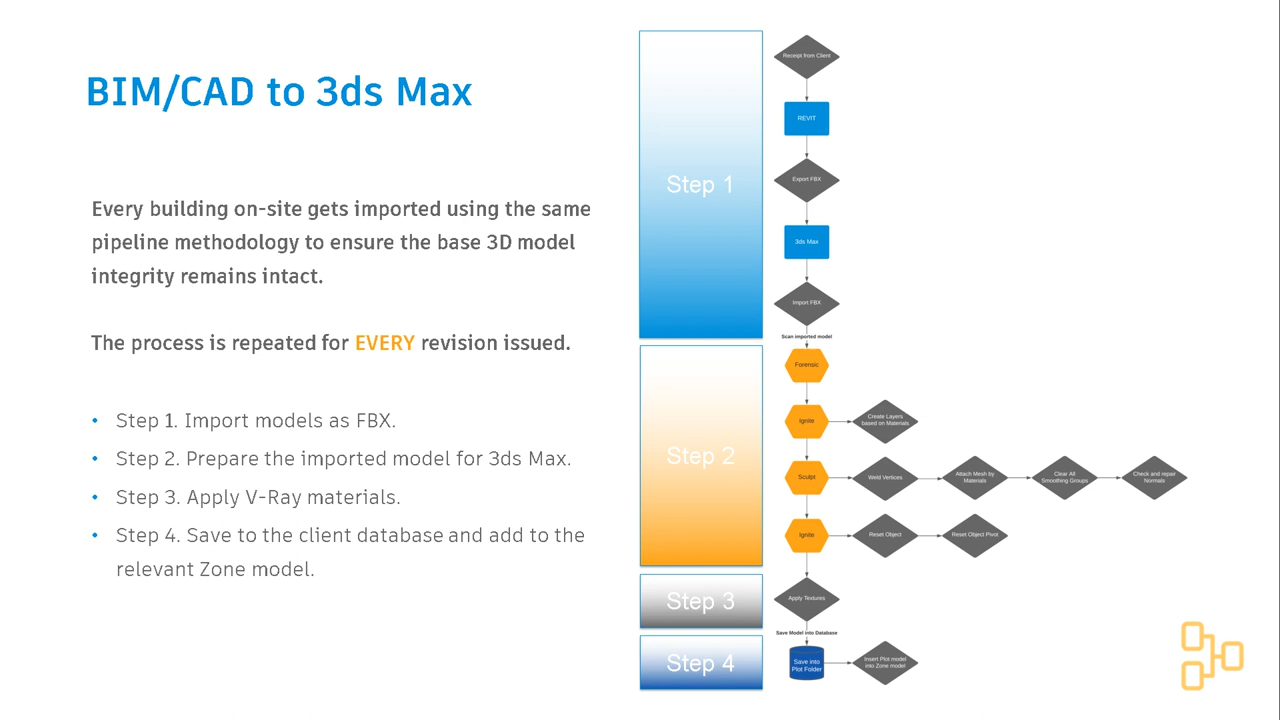 BIM/CAD to 3ds Max
Every building on-site gets imported using the same
pipeline methodology to ensure the base 3D model
integrity remains intact.
The process is repeated for EVERY revision issued.
• Step 1. Import models as FBX.
• Step 2. Prepare the imported model for 3ds Max.
• Step 3. Apply V-Ray materials.
• Step 4. Save to the client database and add to the
relevant Zone model.
Step 1
Receipt from Client
REVIT
Export FBX
3ds Max
Import FBX
Scan imported model
Step 2
Forensic
Ignite
Create Layers
based on Materials
Sculpt
Weld Vertices
Attach Mesh by
Materials
Clear All
Smoothing Groups
Check and repair
Normals
Ignite
Reset Object
Reset Object Pivot
Step 3
Apply Textures
Save Model into Database
Step 4
Save into
Plot Folder
Insert Plot model
into Zone model